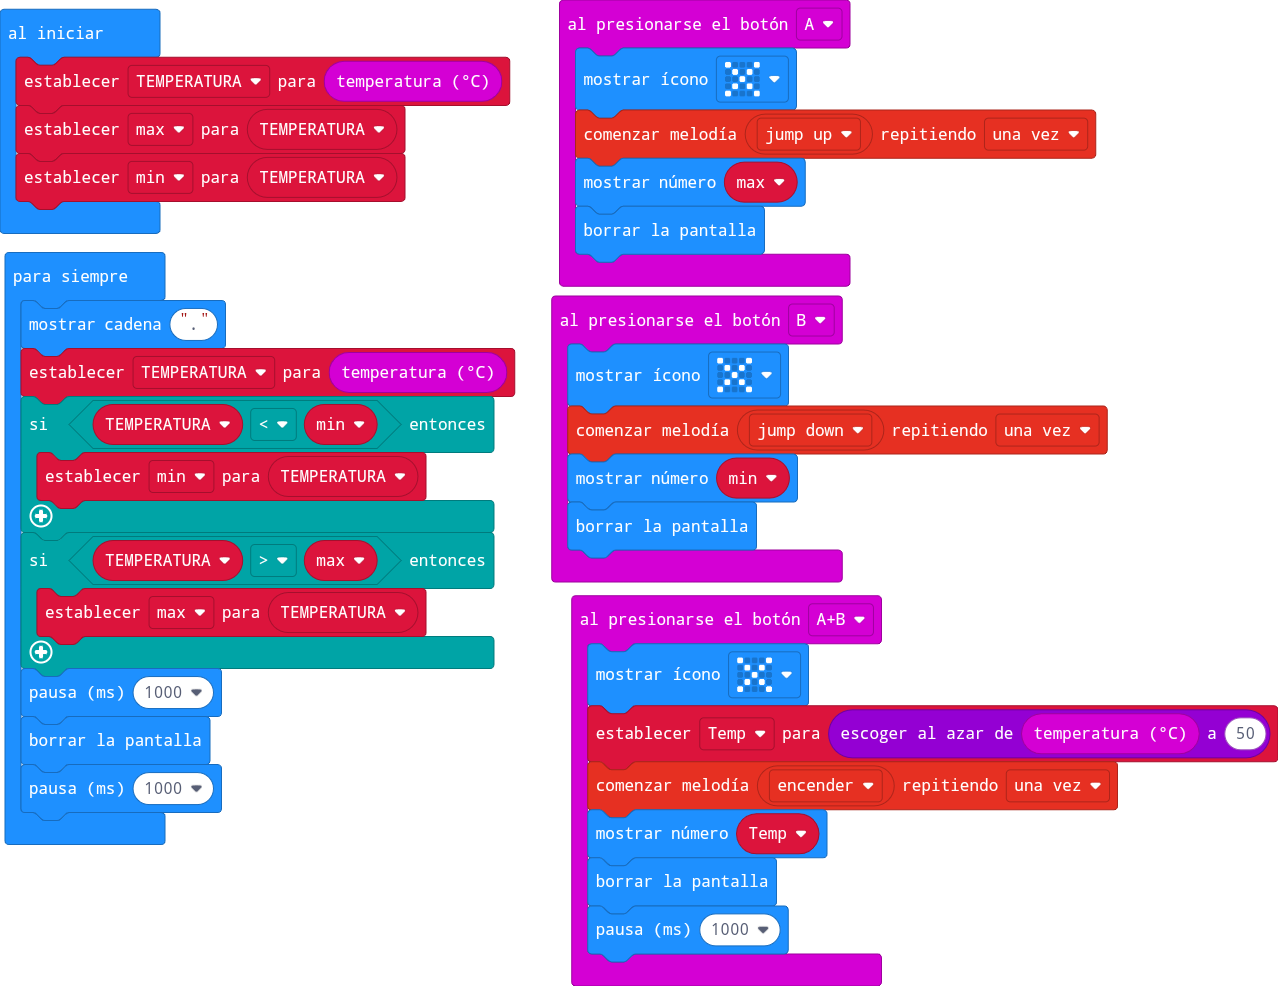 al iniciar
establecer TEMPERATURA para temperatura (°C)
establecer max para TEMPERATURA
establecer min para TEMPERATURA
para siempre
mostrar cadena "."
establecer TEMPERATURA para temperatura (°C)
si TEMPERATURA < min entonces
establecer min para TEMPERATURA
si TEMPERATURA > max entonces
establecer max para TEMPERATURA
pausa (ms) 1000
borrar la pantalla
pausa (ms) 1000
al presionarse el botón A
mostrar ícono
comenzar melodía jump up repitiendo una vez
mostrar número max
borrar la pantalla
al presionarse el botón B
mostrar ícono
comenzar melodía jump down repitiendo una vez
mostrar número min
borrar la pantalla
al presionarse el botón A+B
mostrar ícono
establecer Temp para escoger al azar de temperatura (°C) a 50
comenzar melodía encender repitiendo una vez
mostrar número Temp
borrar la pantalla
pausa (ms) 1000